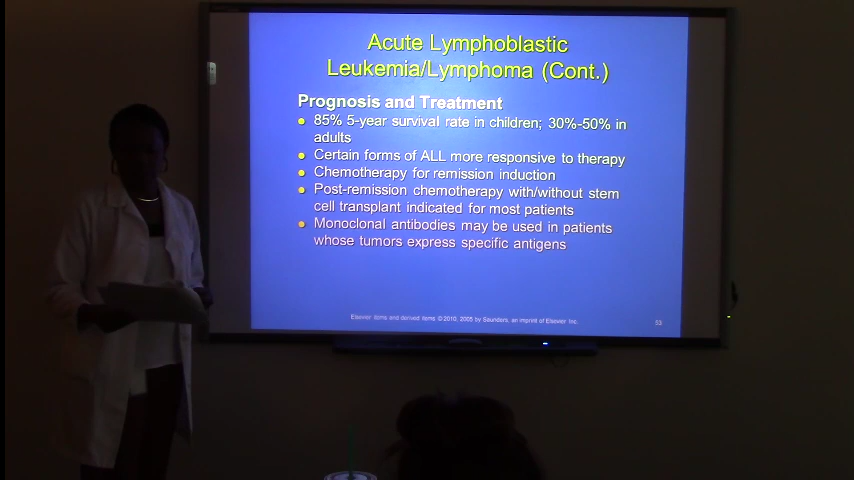 Acute Lymphoblastic
Leukemia/Lymphoma (Cont.)
Prognosis and Treatment
85% 5-year survival rate in children; 30%-50% in
adults
Certain forms of ALL more responsive to therapy
Chemotherapy for remission induction
Post-remission chemotherapy with/without stem
cell transplant indicated for most patients
Monoclonal antibodies may be used in patients
whose tumors express specific antigens
Elsevier items and derived items © 2010, 2005 by Saunders, an imprint of Elsevier Inc.
53